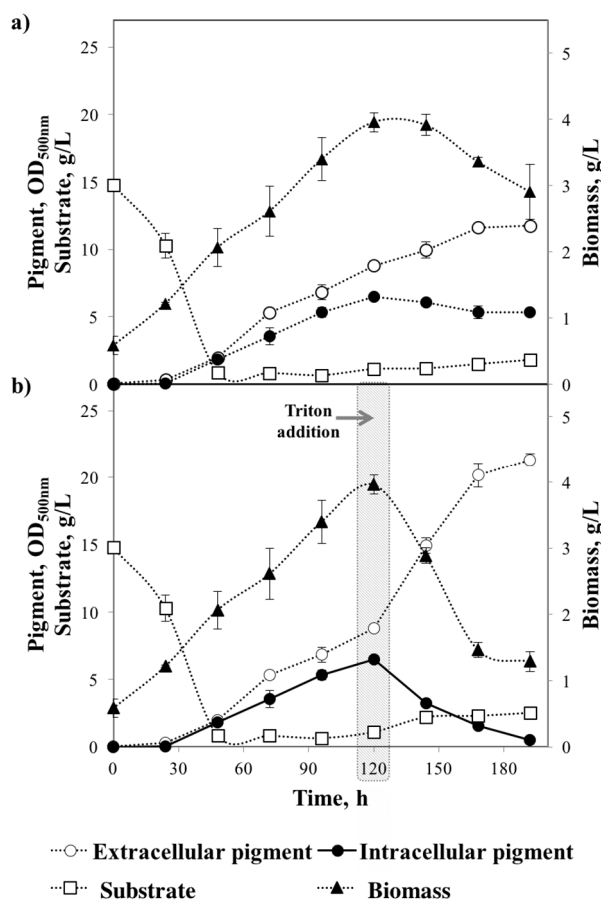 a)
Pigment, OD500nm
Substrate, g/L
25
20
15
10
5
0
5
4
3
2
1
0
Biomass, g/L
b)
Pigment, OD500nm
Substrate, g/L
25
20
15
10
5
0
Triton
addition
5
4
3
2
1
0
Biomass, g/L
0 30 60 90 120 150 180
Time, h
Extracellular pigment Intracellular pigment
Substrate Biomass